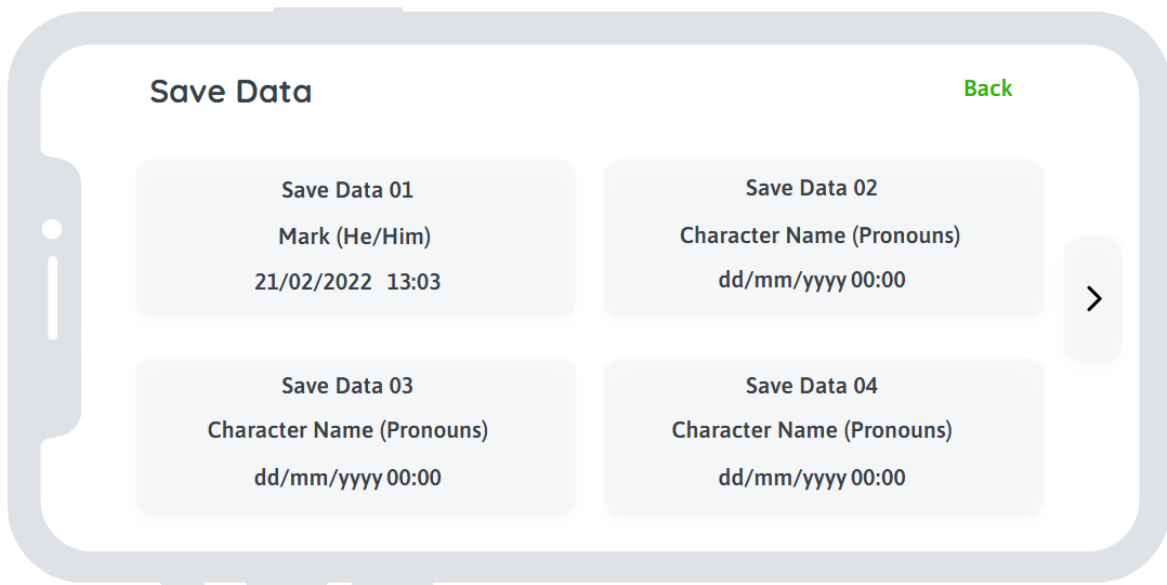 Save Data
Back
Save Data 01
Mark (He/Him)
21/02/2022 13:03
Save Data 02
Character Name (Pronouns)
dd/mm/yyyy 00:00
Save Data 03
Character Name (Pronouns)
dd/mm/yyyy 00:00
Save Data 04
Character Name (Pronouns)
dd/mm/yyyy 00:00